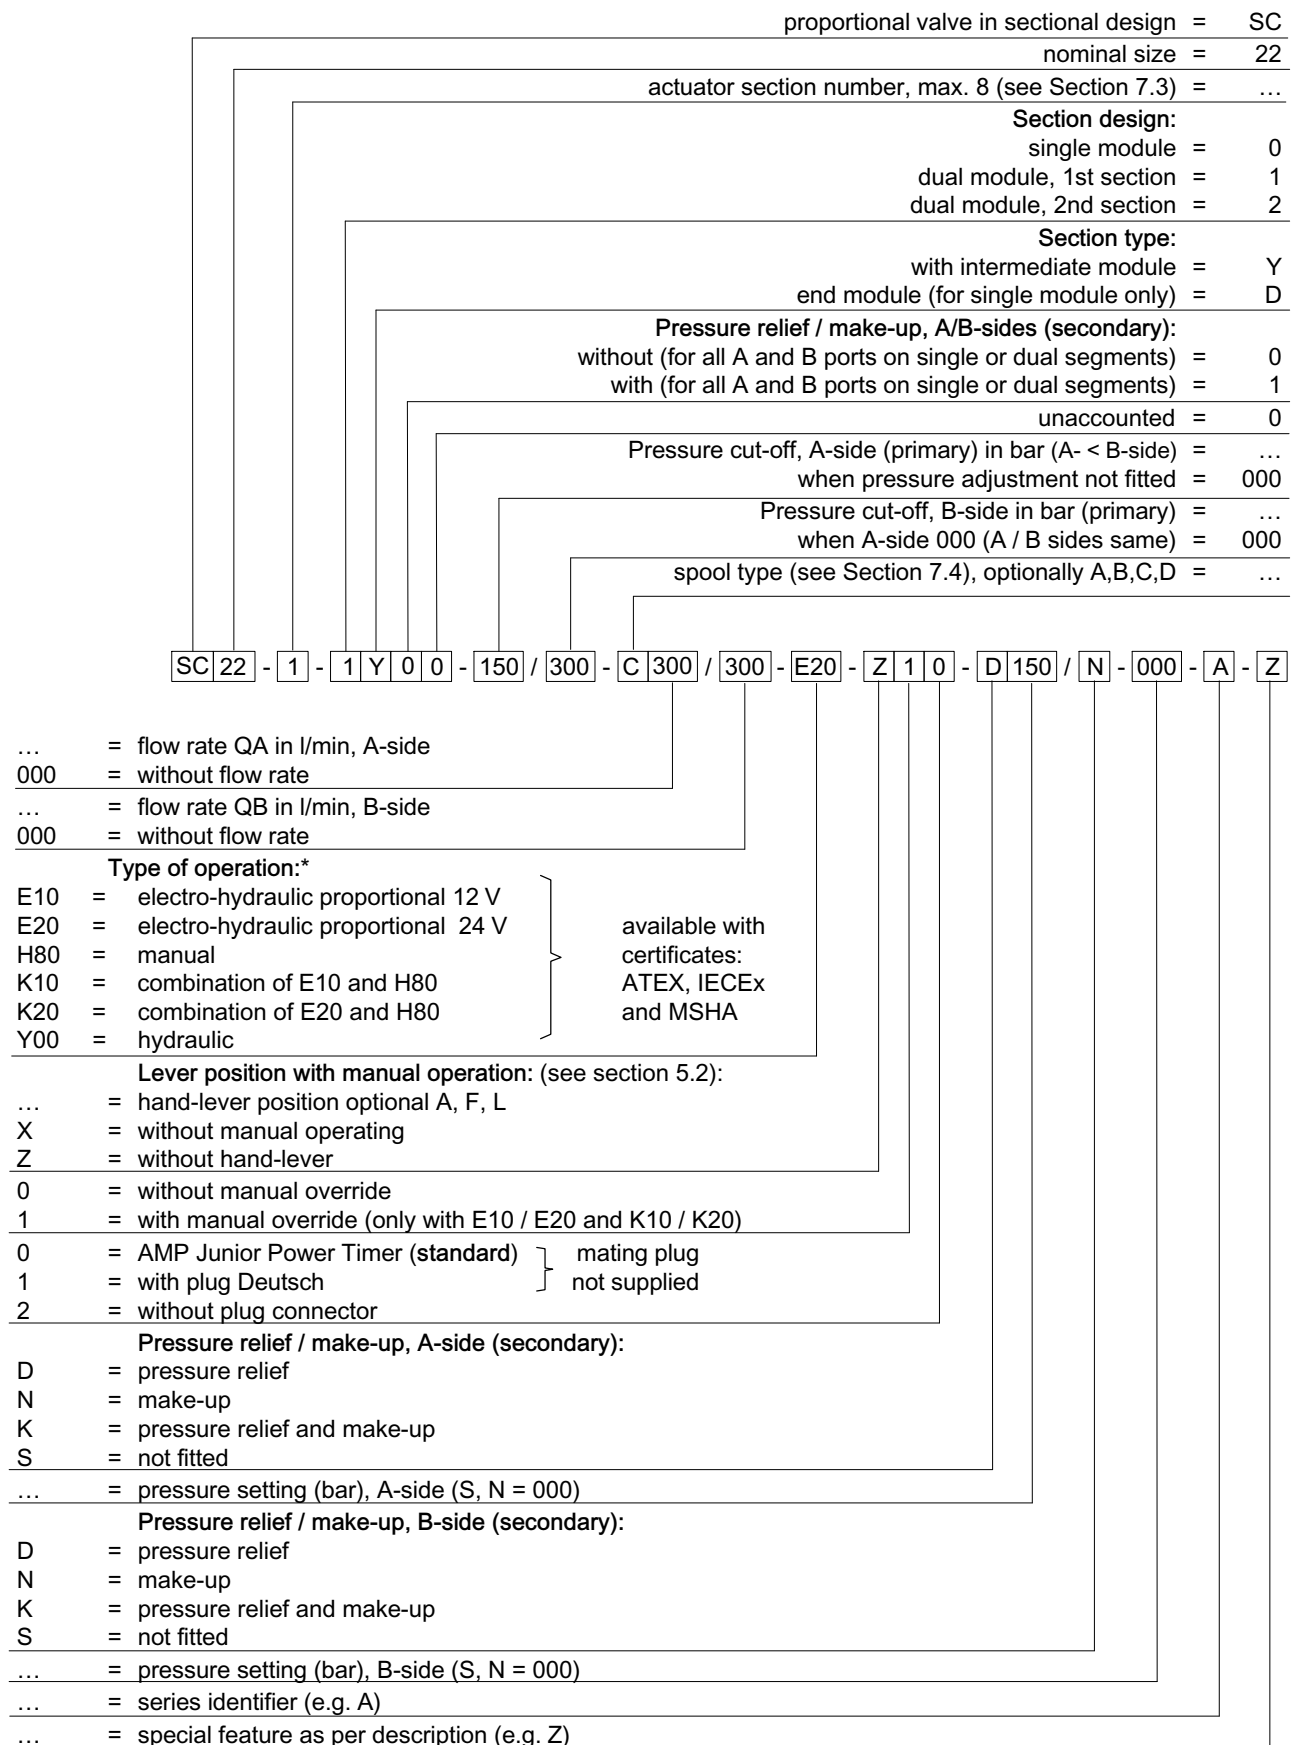 proportional valve in sectional design = SC
nominal size = 22
actuator section number, max. 8 (see Section 7.3) = …
Section design:
single module = 0
dual module, 1st section = 1
dual module, 2nd section = 2
Section type:
with intermediate module = Y
end module (for single module only) = D
Pressure relief / make-up, A/B-sides (secondary):
without (for all A and B ports on single or dual segments) = 0
with (for all A and B ports on single or dual segments) = 1
unaccounted = 0
Pressure cut-off, A-side (primary) in bar (A- < B-side) = …
when pressure adjustment not fitted = 000
Pressure cut-off, B-side in bar (primary) = …
when A-side 000 (A / B sides same) = 000
spool type (see Section 7.4), optionally A,B,C,D = …
SC 22 - 1 - 1 Y 0 0 - 150 / 300 - C 300 / 300 - E20 - Z 1 0 - D 150 / N - 000 - A - Z
… = flow rate QA in l/min, A-side
000 = without flow rate
… = flow rate QB in l/min, B-side
000 = without flow rate
Type of operation:*
E10 = electro-hydraulic proportional 12 V
E20 = electro-hydraulic proportional 24 V available with
H80 = manual certificates:
K10 = combination of E10 and H80 ATEX, IECEx
K20 = combination of E20 and H80 and MSHA
Y00 = hydraulic
Lever position with manual operation: (see section 5.2):
… = hand-lever position optional A, F, L
X = without manual operating
Z = without hand-lever
0 = without manual override
1 = with manual override (only with E10 / E20 and K10 / K20)
0 = AMP Junior Power Timer (standard) mating plug
1 = with plug Deutsch not supplied
2 = without plug connector
Pressure relief / make-up, A-side (secondary):
D = pressure relief
N = make-up
K = pressure relief and make-up
S = not fitted
… = pressure setting (bar), A-side (S, N = 000)
Pressure relief / make-up, B-side (secondary):
D = pressure relief
N = make-up
K = pressure relief and make-up
S = not fitted
… = pressure setting (bar), B-side (S, N = 000)
… = series identifier (e.g. A)
… = special feature as per description (e.g. Z)